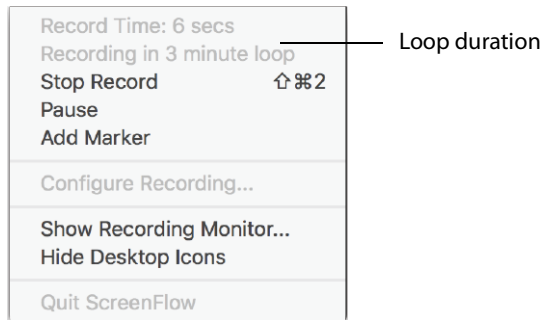 Record Time: 6 secs
Recording in 3 minute loop
Loop duration
Stop Record ⇧⌘2
Pause
Add Marker
Configure Recording...
Show Recording Monitor...
Hide Desktop Icons
Quit ScreenFlow